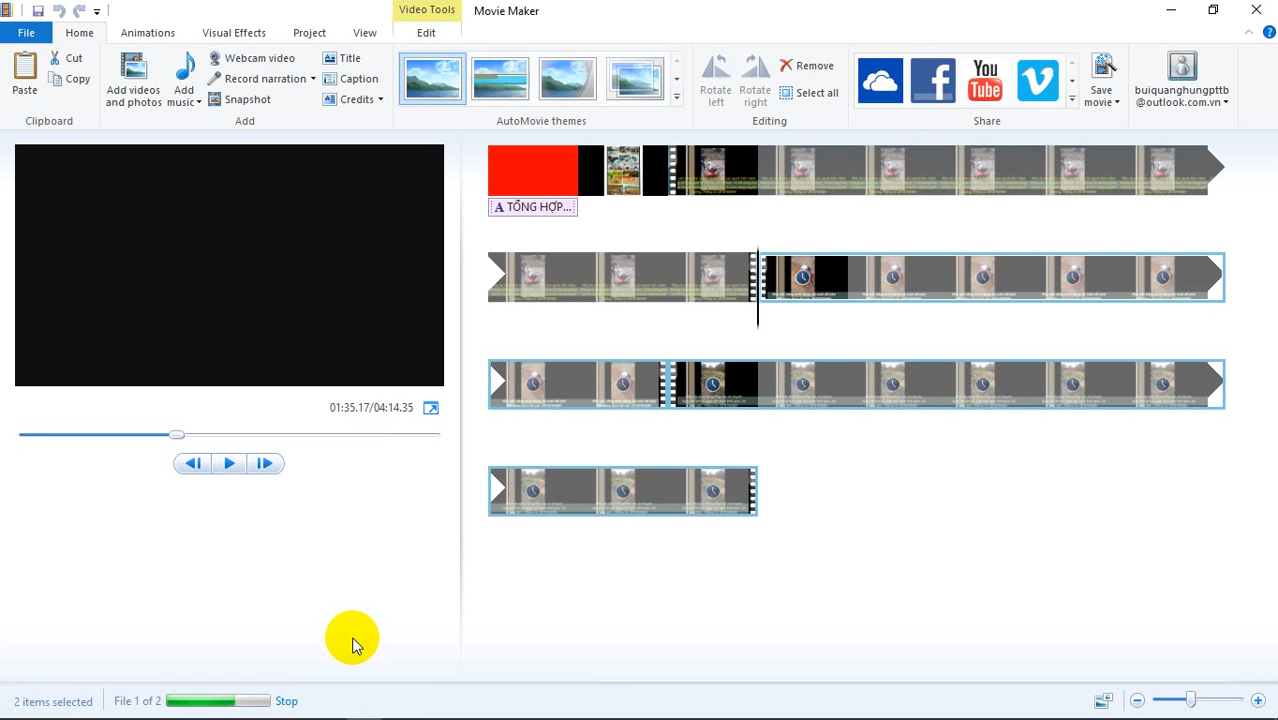 Video Tools
Movie Maker
File
Home
Animations
Visual Effects
Project
View
Edit
Paste
Cut
Copy
Clipboard
Add videos
and photos
Add
music
Webcam video
Record narration
Snapshot
Title
Caption
Credits
Add
AutoMovie themes
Rotate
left
Rotate
right
Remove
Select all
Editing
You
Tube
Share
Save
movie
buiquanghungpttb
@outlook.com.vn
A TỔNG HỢP...
01:35.17/04:14.35
2 items selected
File 1 of 2
Stop